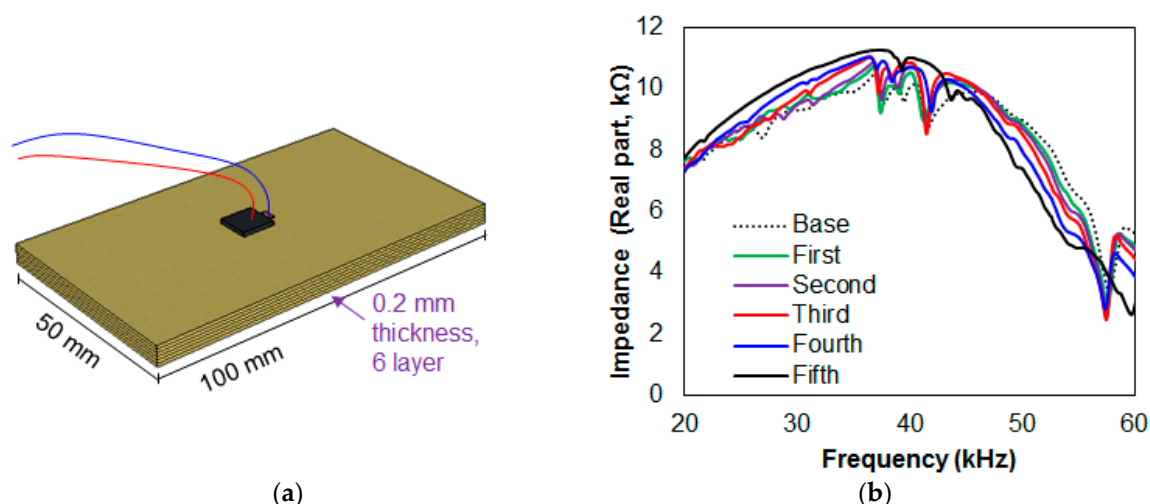 50 mm
100 mm
0.2 mm
thickness,
6 layer
(a)
Impedance (Real part, kΩ)
12
10
8
6
4
2
0
Base
First
Second
Third
Fourth
Fifth
20
30
40
50
60
Frequency (kHz)
(b)